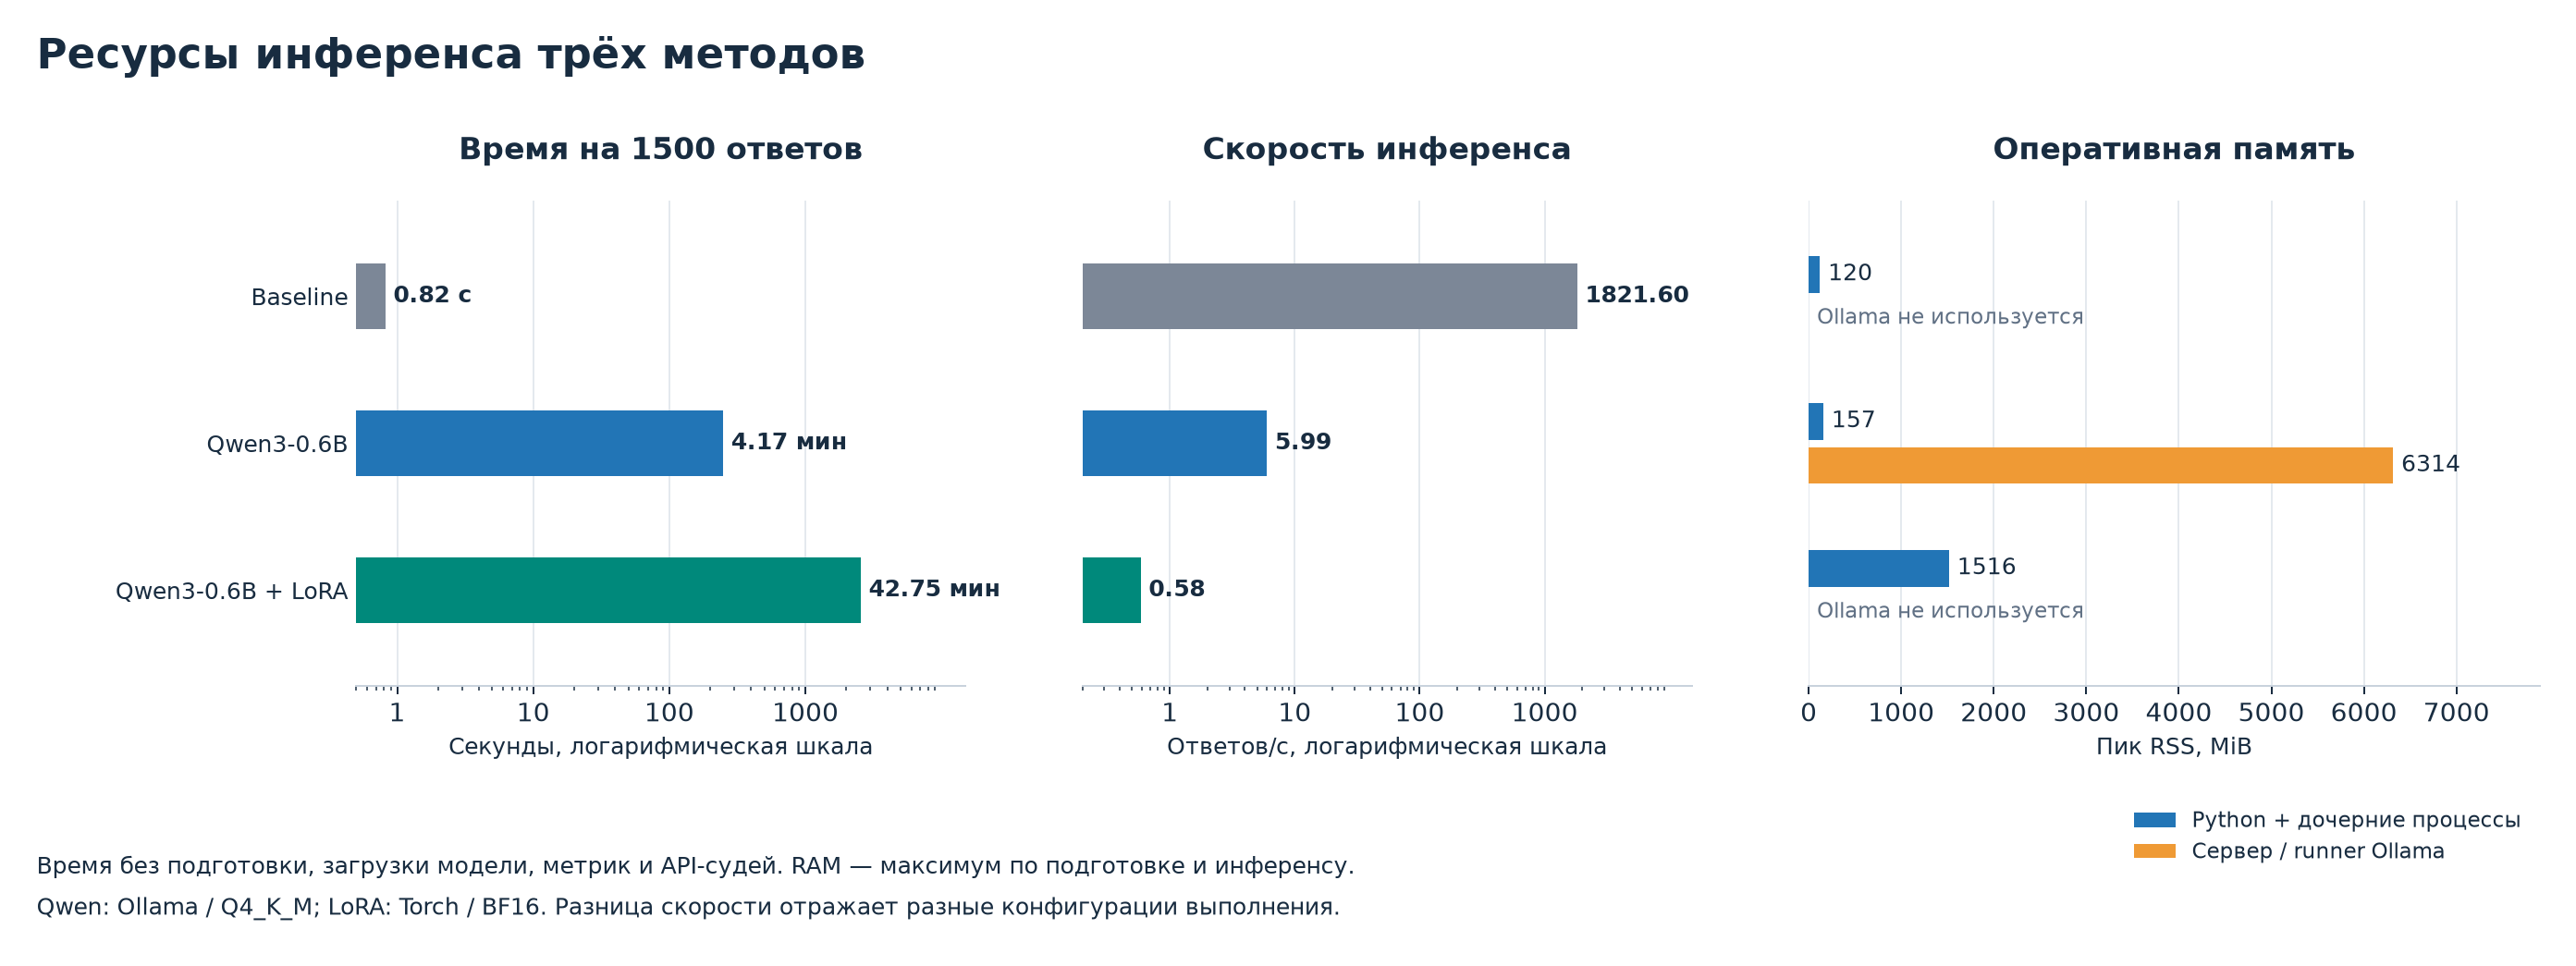 Ресурсы инференса трёх методов
Время на 1500 ответов
Baseline
0.82 с
Qwen3-0.6B
4.17 мин
Qwen3-0.6B + LoRA
42.75 мин
1 10 100 1000
Секунды, логарифмическая шкала
Скорость инференса
1821.60
5.99
0.58
1 10 100 1000
Ответов/с, логарифмическая шкала
Оперативная память
120
Ollama не используется
157
6314
1516
Ollama не используется
0 1000 2000 3000 4000 5000 6000 7000
Пик RSS, MiB
Python + дочерние процессы
Сервер / runner Ollama
Время без подготовки, загрузки модели, метрик и API-судей. RAM — максимум по подготовке и инференсу.
Qwen: Ollama / Q4_K_M; LoRA: Torch / BF16. Разница скорости отражает разные конфигурации выполнения.